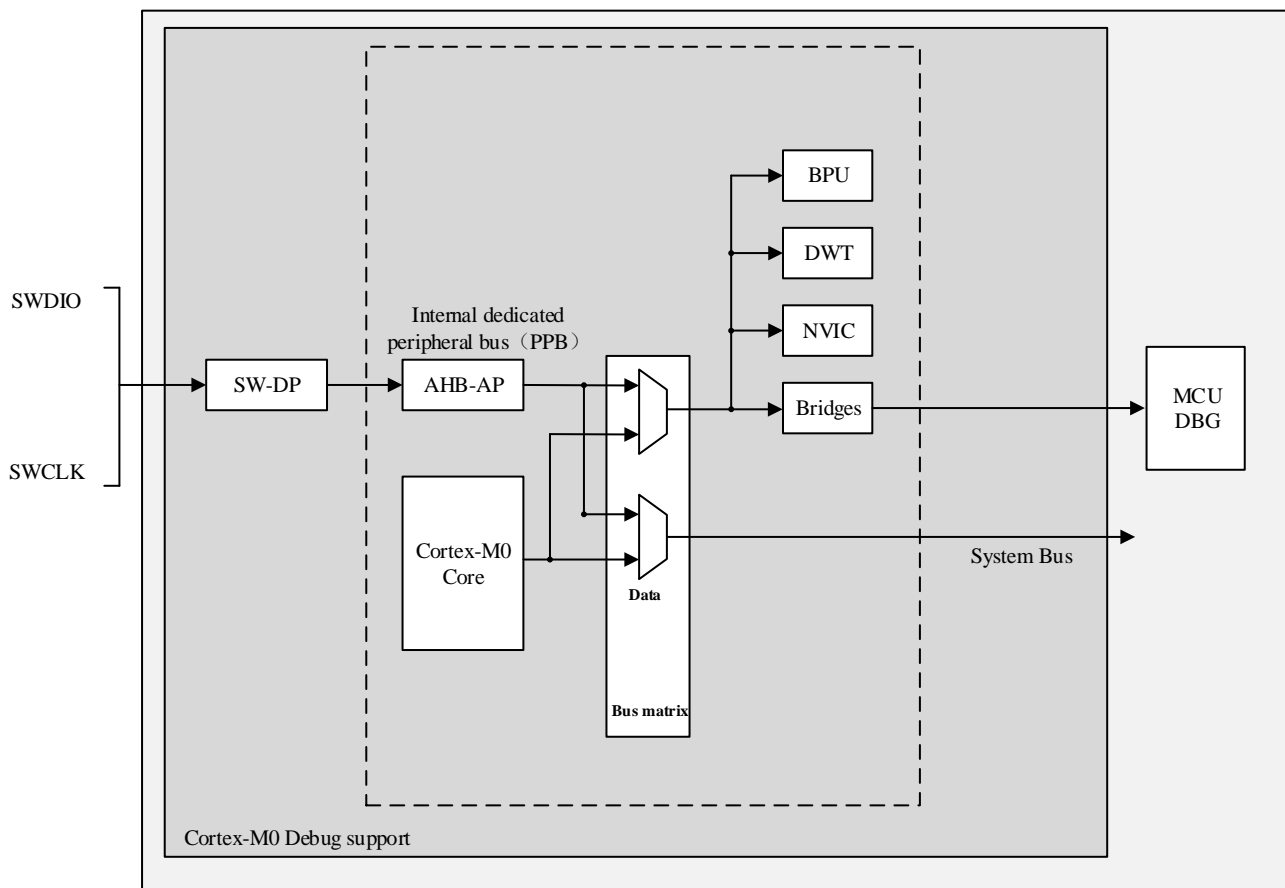 BPU
DWT
SWDIO
Internal dedicated
peripheral bus（PPB）
NVIC
SW-DP
AHB-AP
Bridges
MCU
DBG
SWCLK
Cortex-M0
Core
System Bus
Data
Bus matrix
Cortex-M0 Debug support